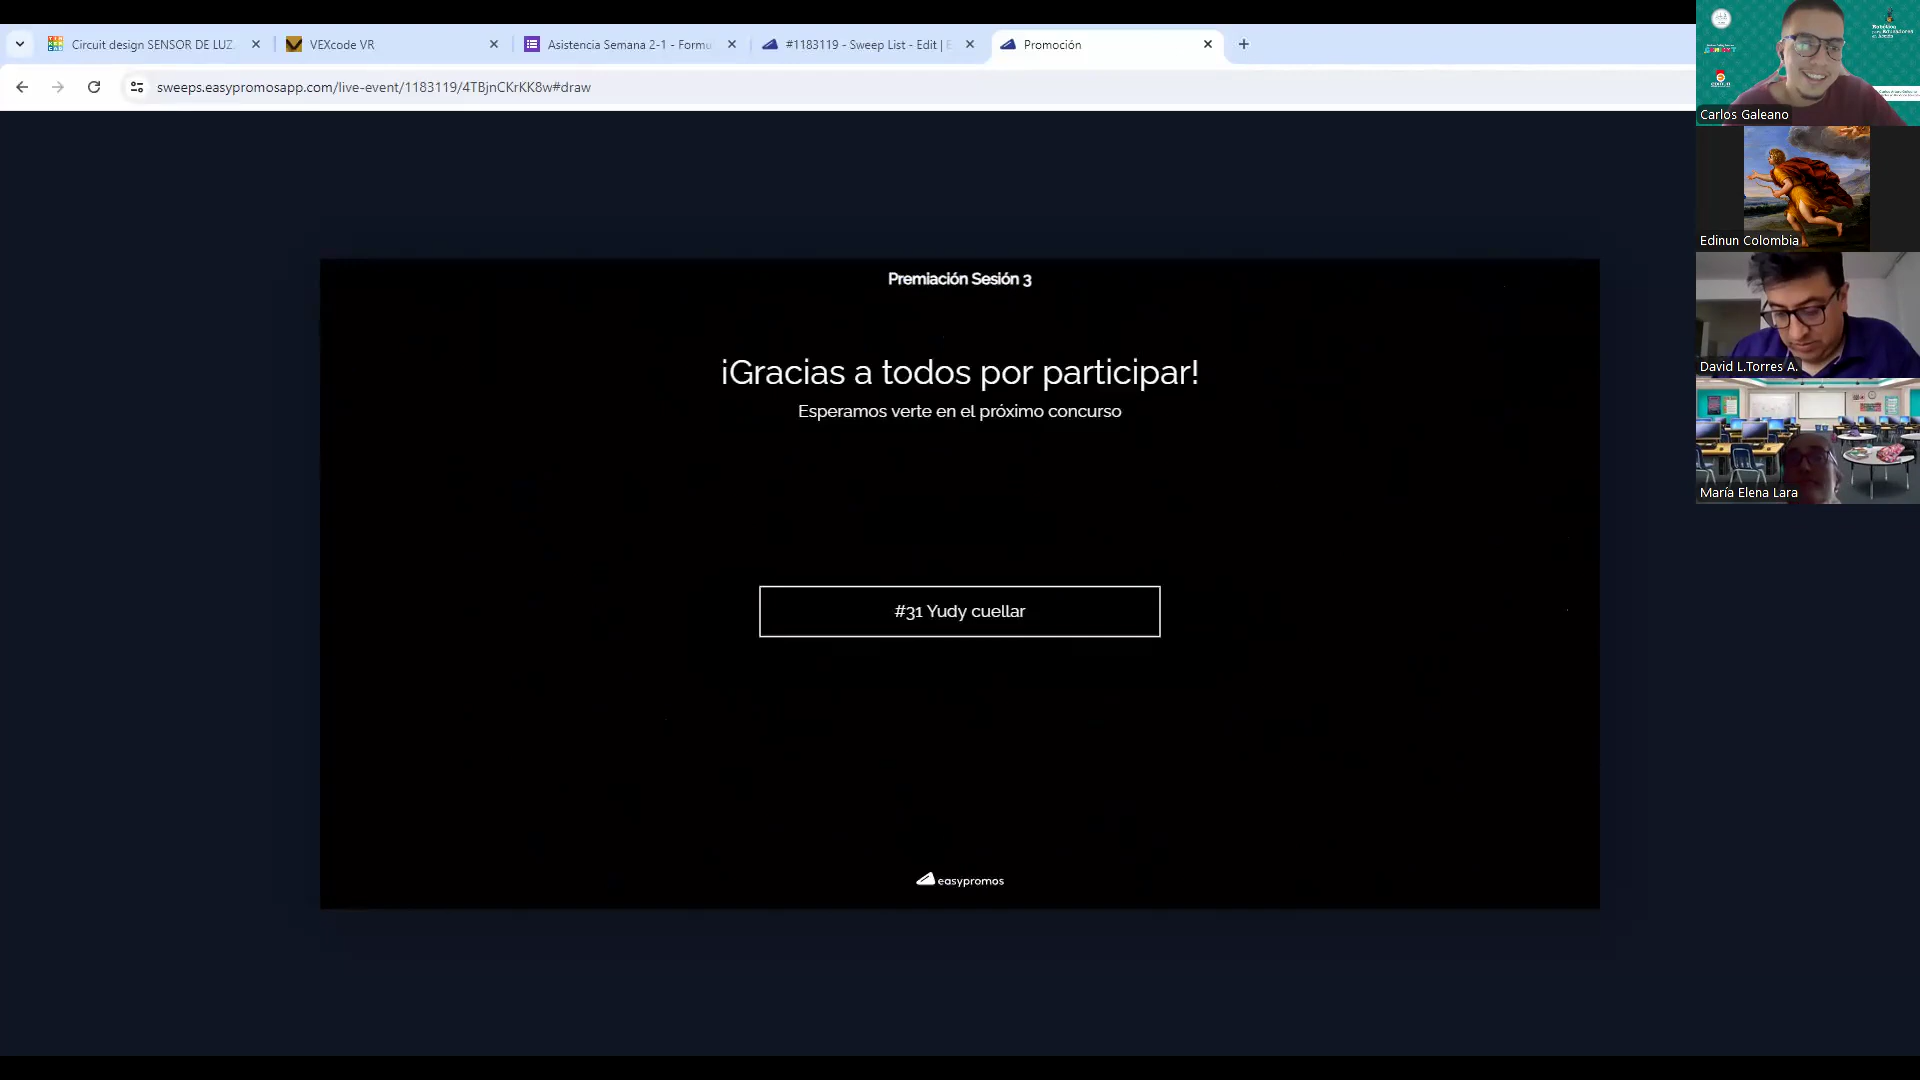 Circuit design SENSOR DE LUZ
VEXcode VR
Asistencia Semana 2-1 - Formu
#1183119 - Sweep List - Edit | E
Promoción
sweeps.easypromosapp.com/live-event/1183119/4TBjnCKrKK8w#draw
Premiación Sesión 3
¡Gracias a todos por participar!
Esperamos verte en el próximo concurso
#31 Yudy cuellar
easypromos
Carlos Galeano
Edinun Colombia
David L.Torres A.
María Elena Lara